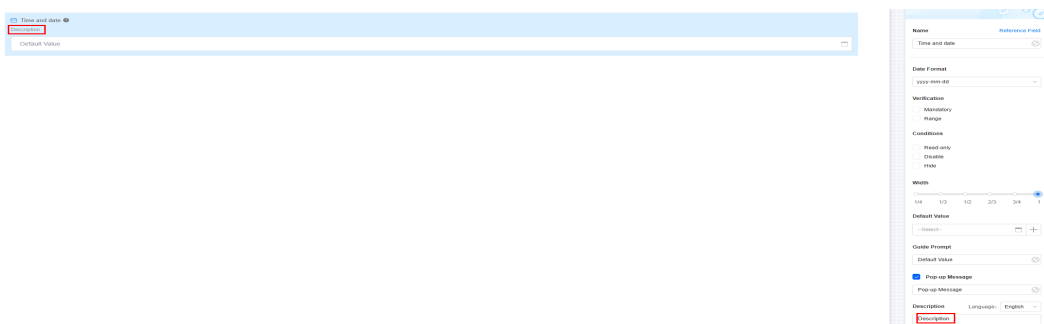 Time and date
Description
Default Value
Name Reference Field
Time and date
Date Format
yyyy-mm-dd
Verification
Mandatory
Range
Conditions
Read-only
Disable
Hide
Width
1/4 1/3 1/2 2/3 3/4 1
Default Value
--Select--
Guide Prompt
Default Value
Pop-up Message
Pop-up Message
Description Language: English
Description